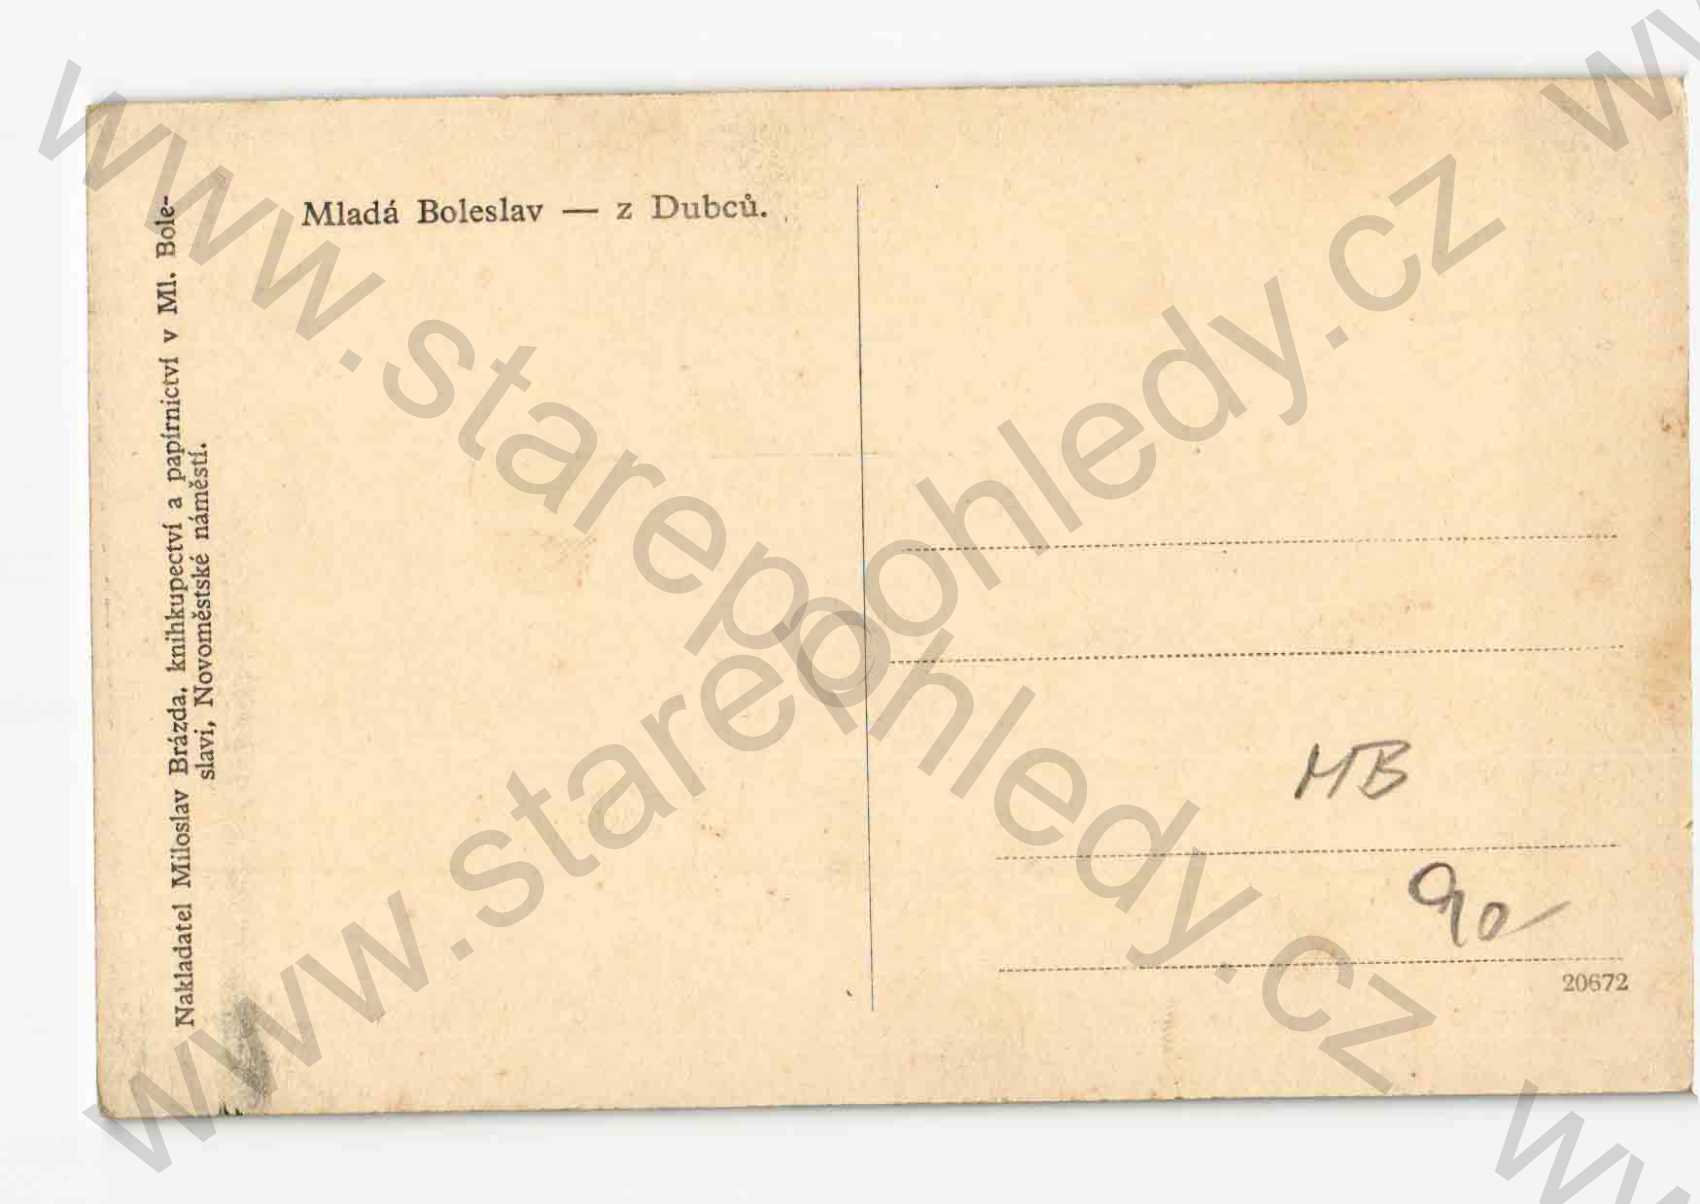 Mladá Boleslav — z Dubců.
Nakladatel Miloslav Brázda, knihkupectví a papírnictví v Ml. Bole-
slavi, Novoměstské náměstí.
MB
90
20672
www.starepohledy.cz
www.starepohledy.cz